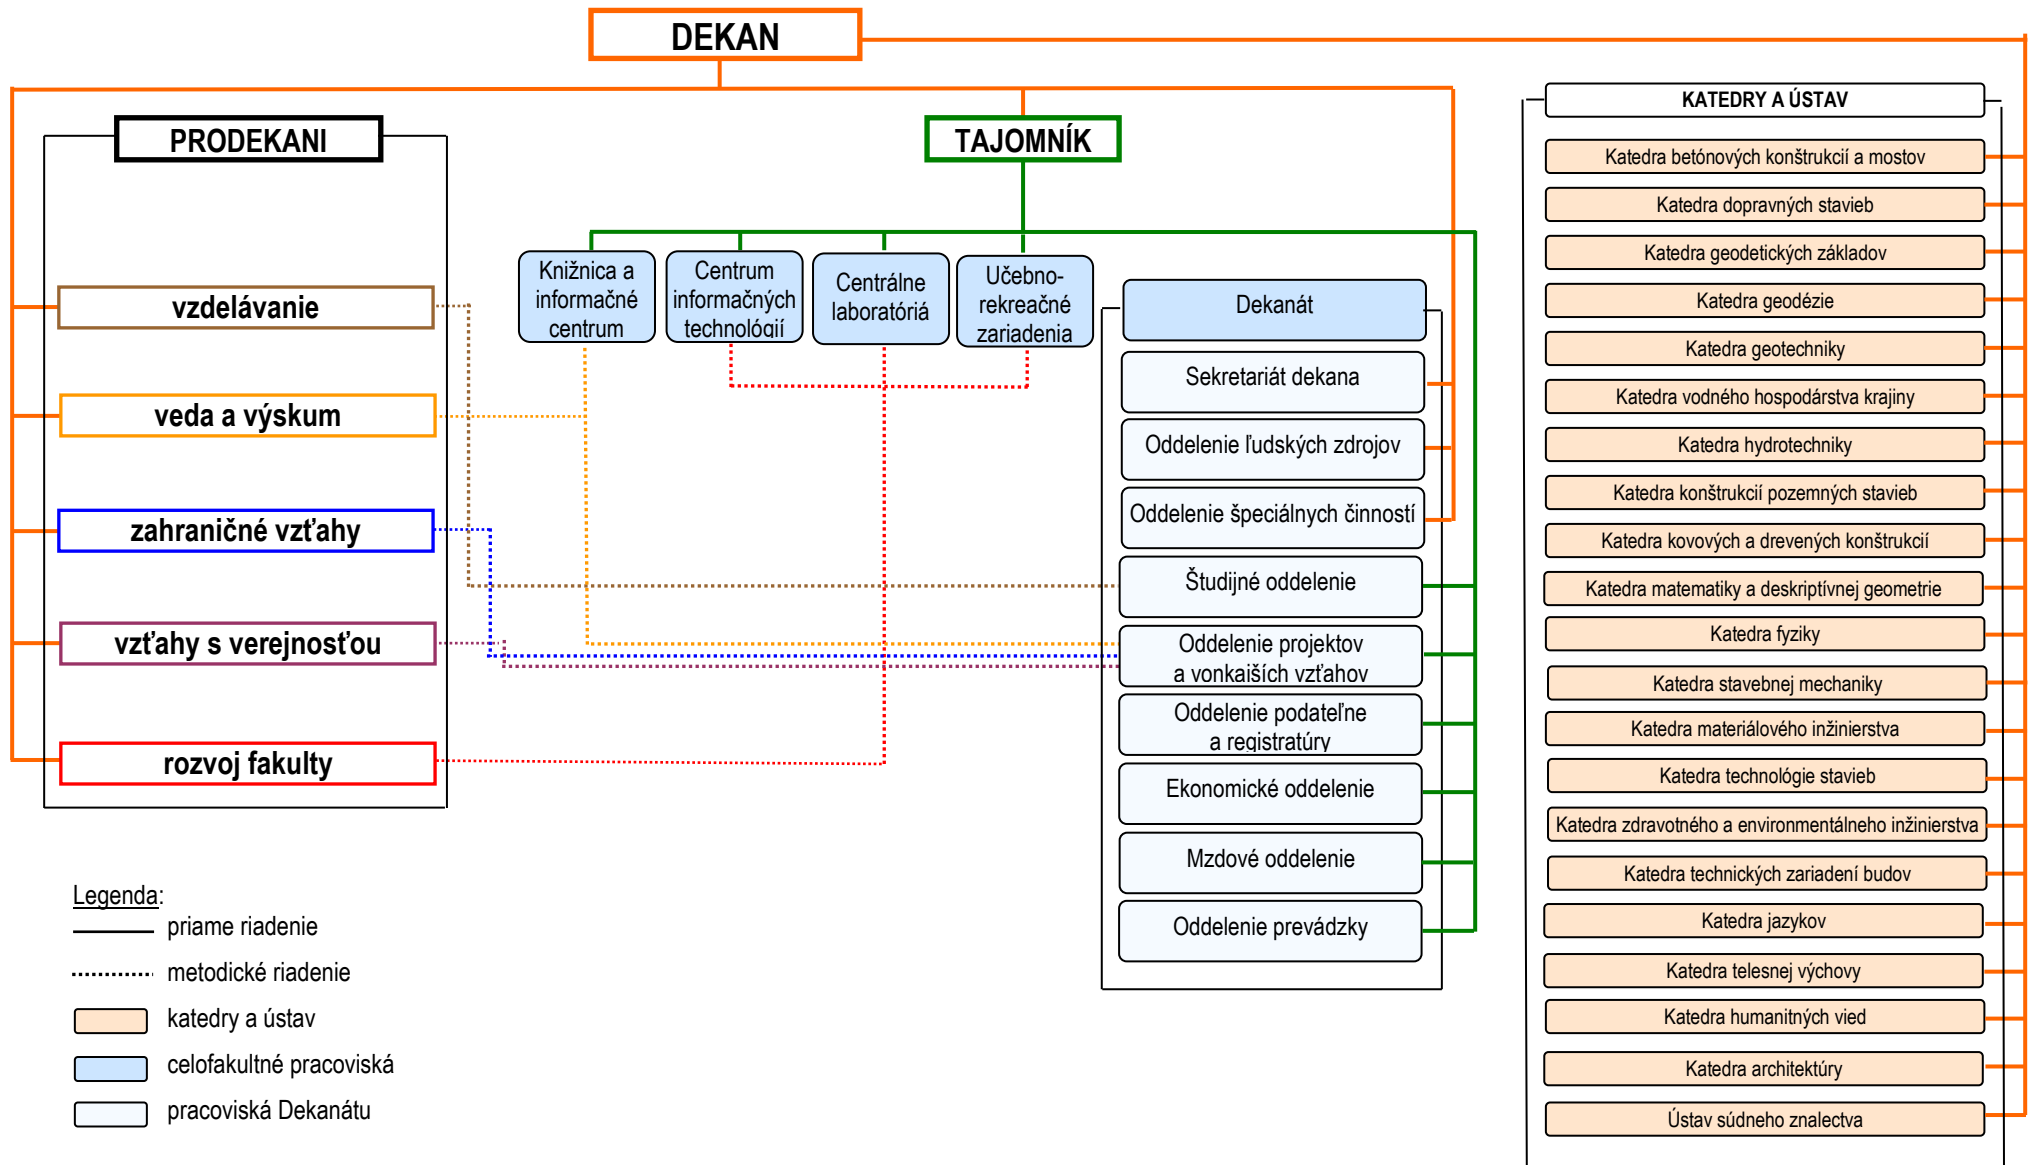 DEKAN
PRODEKANI
vzdelávanie
veda a výskum
zahraničné vzťahy
vzťahy s verejnosťou
rozvoj fakulty
TAJOMNÍK
Knižnica a
informačné
centrum
Centrum
informačných
technológií
Centrálne
laboratóriá
Učebno-
rekreačné
zariadenia
Dekanát
Sekretariát dekana
Oddelenie ľudských zdrojov
Oddelenie špeciálnych činností
Študijné oddelenie
Oddelenie projektov
a vonkaiších vzťahov
Oddelenie podateľne
a registratúry
Ekonomické oddelenie
Mzdové oddelenie
Oddelenie prevádzky
KATEDRY A ÚSTAV
Katedra betónových konštrukcií a mostov
Katedra dopravných stavieb
Katedra geodetických základov
Katedra geodézie
Katedra geotechniky
Katedra vodného hospodárstva krajiny
Katedra hydrotechniky
Katedra konštrukcií pozemných stavieb
Katedra kovových a drevených konštrukcií
Katedra matematiky a deskriptívnej geometrie
Katedra fyziky
Katedra stavebnej mechaniky
Katedra materiálového inžinierstva
Katedra technológie stavieb
Katedra zdravotného a environmentálneho inžinierstva
Katedra technických zariadení budov
Katedra jazykov
Katedra telesnej výchovy
Katedra humanitných vied
Katedra architektúry
Ústav súdneho znalectva
Legenda:
priame riadenie
metodické riadenie
katedry a ústav
celofakultné pracoviská
pracoviská Dekanátu